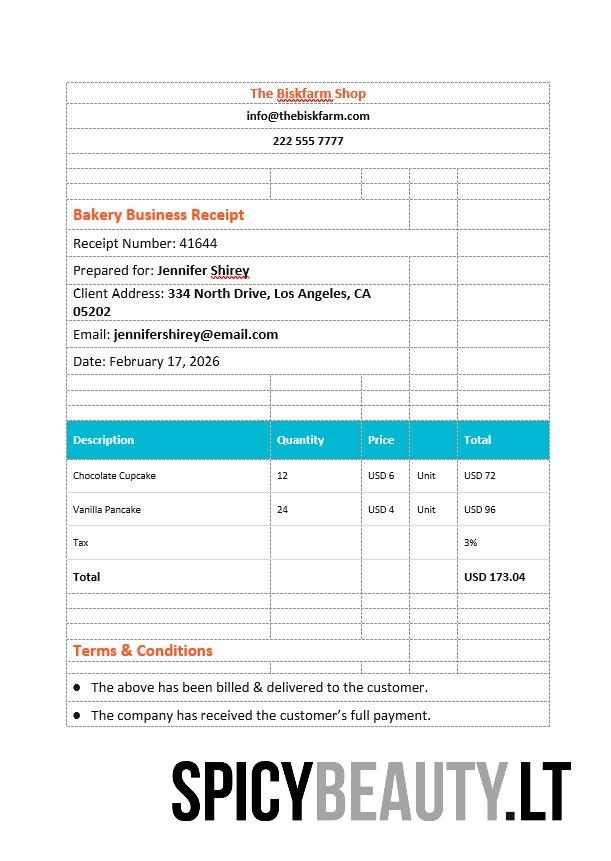 The Biskfarm Shop
info@thebiskfarm.com
222 555 7777
Bakery Business Receipt
Receipt Number: 41644
Prepared for: Jennifer Shirey
Client Address: 334 North Drive, Los Angeles, CA
05202
Email: jennifershirey@email.com
Date: February 17, 2026
Description Quantity Price Total
Chocolate Cupcake 12 USD 6 Unit USD 72
Vanilla Pancake 24 USD 4 Unit USD 96
Tax 3%
Total USD 173.04
Terms & Conditions
● The above has been billed & delivered to the customer.
● The company has received the customer’s full payment.
SPICYBEAUTY.LT